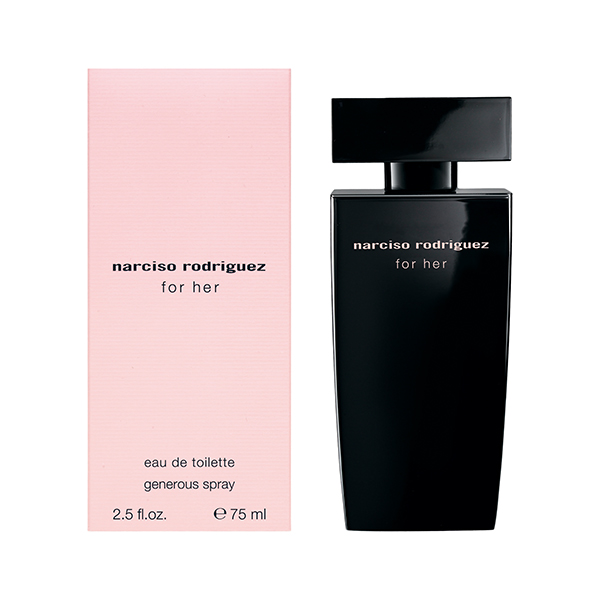 narciso rodriguez
for her
eau de toilette
generous spray
2.5 fl.oz. ℮ 75 ml
narciso rodriguez
for her